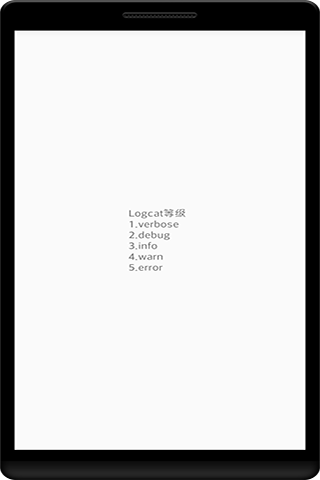 Logcat等级
1.verbose
2.debug
3.info
4.warn
5.error